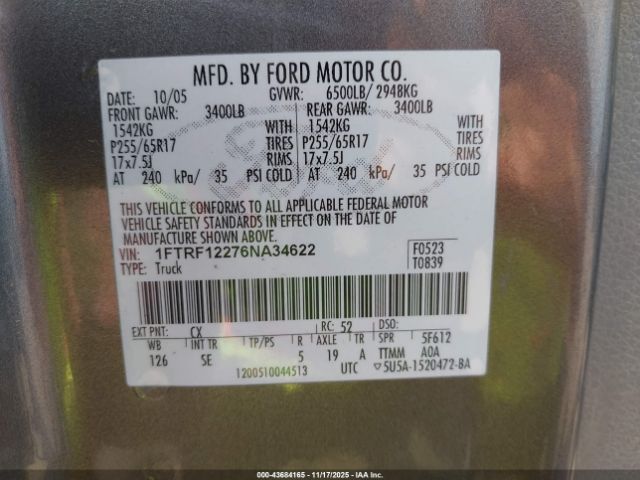 MFD. BY FORD MOTOR CO.
DATE: 10/05 GVWR: 6500LB/ 2948KG
FRONT GAWR: 3400LB REAR GAWR: 3400LB
1542KG WITH 1542KG WITH
P255/65R17 TIRES P255/65R17 TIRES
17x7.5J RIMS 17x7.5J RIMS
AT 240 kPa/ 35 PSI COLD AT 240 kPa/ 35 PSI COLD
THIS VEHICLE CONFORMS TO ALL APPLICABLE FEDERAL MOTOR
VEHICLE SAFETY STANDARDS IN EFFECT ON THE DATE OF
MANUFACTURE SHOWN ABOVE.
VIN: 1FTRF12276NA34622 F0523
TYPE: Truck T0839
EXT PNT: CX RC: 52 DSO:
WB INT TR TP/PS R AXLE TR SPR 5F612
126 SE 5 19 A TTMM A0A
1200510044513 UTC ▽5U5A-1520472-BA
000-43684165 - 11/17/2025 - IAA, Inc.